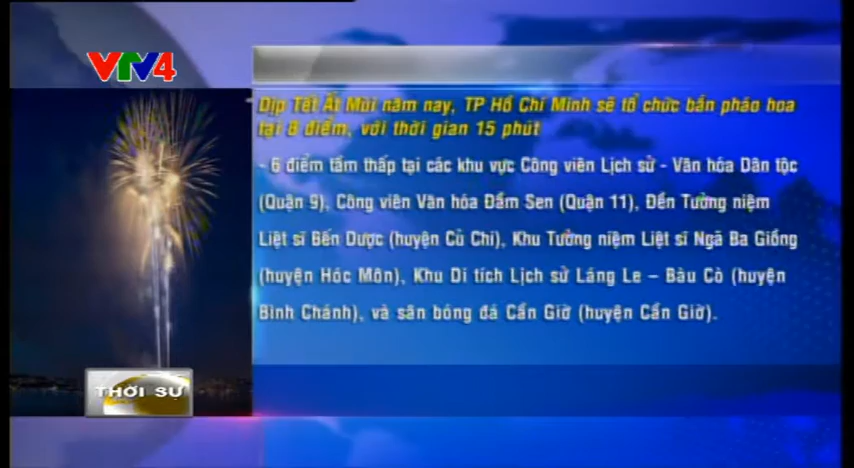 VTV4
Dịp Tết Ất Mùi năm nay, TP Hồ Chí Minh sẽ tổ chức bắn pháo hoa
tại 8 điểm, với thời gian 15 phút
- 6 điểm tầm thấp tại các khu vực Công viên Lịch sử - Văn hóa Dân tộc
(Quận 9), Công viên Văn hóa Đầm Sen (Quận 11), Đền Tưởng niệm
Liệt sĩ Bến Dược (huyện Củ Chi), Khu Tưởng niệm Liệt sĩ Ngã Ba Giồng
(huyện Hóc Môn), Khu Di tích Lịch sử Láng Le – Bàu Cò (huyện
Bình Chánh), và sân bóng đá Cần Giờ (huyện Cần Giờ).
THỜI SỰ